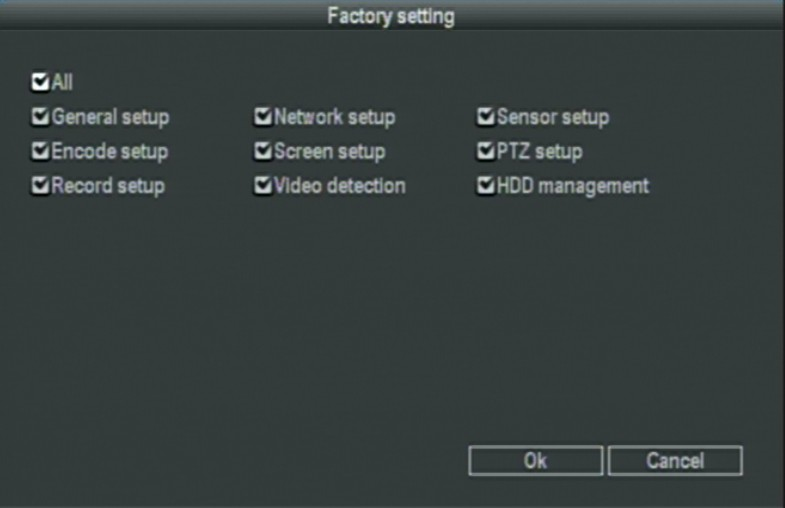 Factory setting
All
General setup Network setup Sensor setup
Encode setup Screen setup PTZ setup
Record setup Video detection HDD management
Ok Cancel